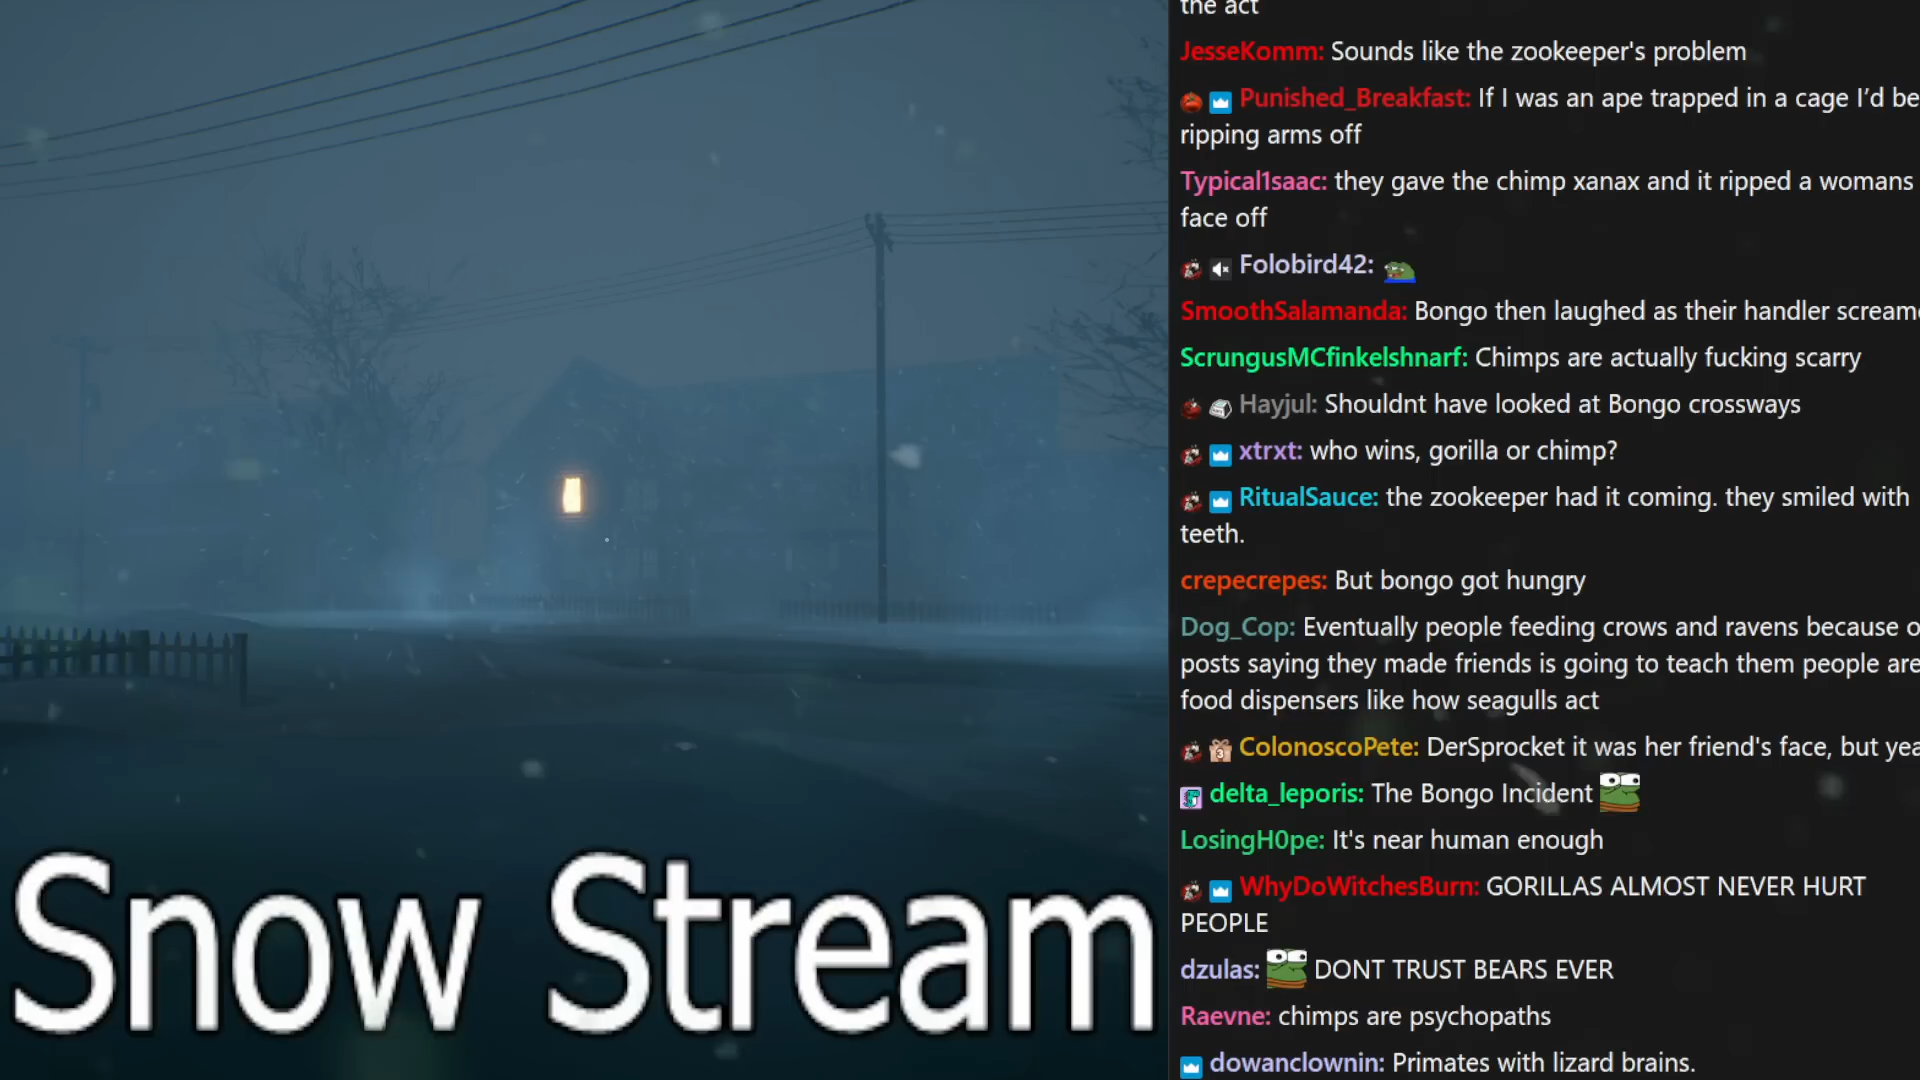 the act
JesseKomm: Sounds like the zookeeper's problem
Punished_Breakfast: If I was an ape trapped in a cage I’d be
ripping arms off
Typical1saac: they gave the chimp xanax and it ripped a womans
face off
Folobird42:
SmoothSalamanda: Bongo then laughed as their handler screame
ScrungusMCfinkelshnarf: Chimps are actually fucking scarry
Hayjul: Shouldnt have looked at Bongo crossways
xtrxt: who wins, gorilla or chimp?
RitualSauce: the zookeeper had it coming. they smiled with
teeth.
crepecrepes: But bongo got hungry
Dog_Cop: Eventually people feeding crows and ravens because o
posts saying they made friends is going to teach them people are
food dispensers like how seagulls act
ColonoscoPete: DerSprocket it was her friend's face, but yea
delta_leporis: The Bongo Incident
LosingH0pe: It's near human enough
WhyDoWitchesBurn: GORILLAS ALMOST NEVER HURT
PEOPLE
dzulas: DONT TRUST BEARS EVER
Raevne: chimps are psychopaths
dowanclownin: Primates with lizard brains.
Snow Stream